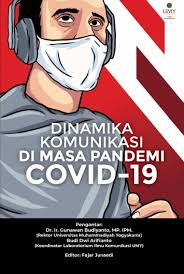 UMY
DINAMIKA
KOMUNIKASI
DI MASA PANDEMI
COVID-19
Pengantar:
Dr. Ir. Gunawan Budiyanto, MP. IPM.
(Rektor Universitas Muhammadiyah Yogyakarta)
Budi Dwi Arifianto
(Koordinator Laboratorium Ilmu Komunikasi UMY)
Editor: Fajar Junaedi